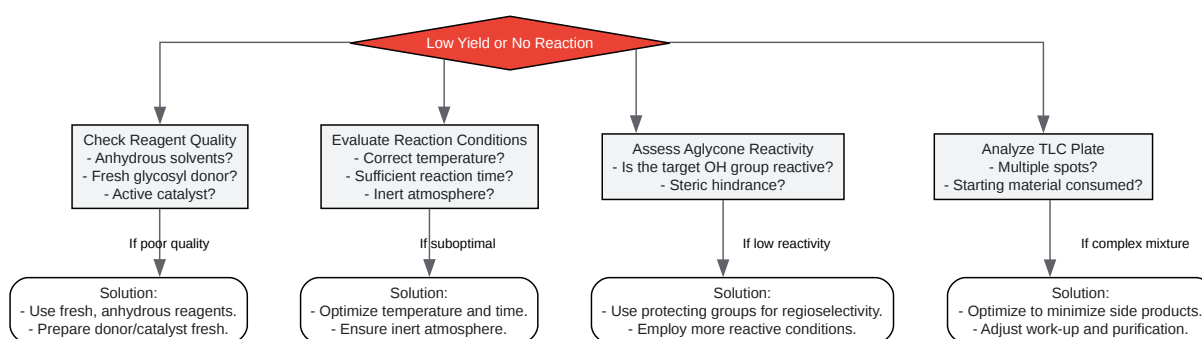 Low Yield or No Reaction
Check Reagent Quality
- Anhydrous solvents?
- Fresh glycosyl donor?
- Active catalyst?
Evaluate Reaction Conditions
- Correct temperature?
- Sufficient reaction time?
- Inert atmosphere?
Assess Aglycone Reactivity
- Is the target OH group reactive?
- Steric hindrance?
Analyze TLC Plate
- Multiple spots?
- Starting material consumed?
If poor quality
If suboptimal
If low reactivity
If complex mixture
Solution:
- Use fresh, anhydrous reagents.
- Prepare donor/catalyst fresh.
Solution:
- Optimize temperature and time.
- Ensure inert atmosphere.
Solution:
- Use protecting groups for regioselectivity.
- Employ more reactive conditions.
Solution:
- Optimize to minimize side products.
- Adjust work-up and purification.